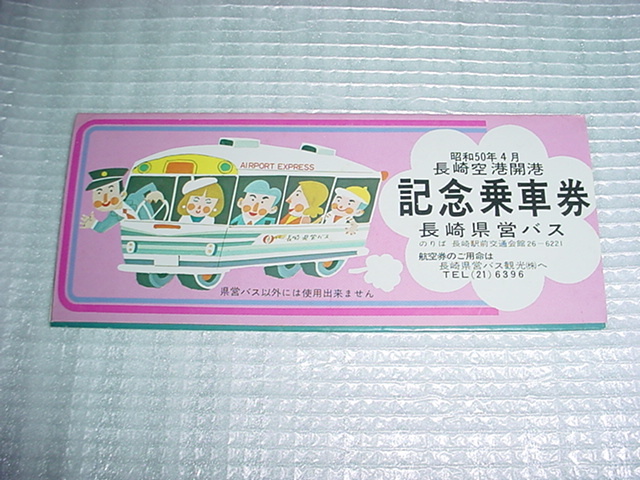 AIRPORT EXPRESS
長崎県営バス
県営バス以外には使用出来ません
昭和50年4月
長崎空港開港
記念乗車券
長崎県営バス
のりば 長崎駅前交通会館26-6221
航空券のご用命は
長崎県営バス観光㈱へ
TEL(21)6396